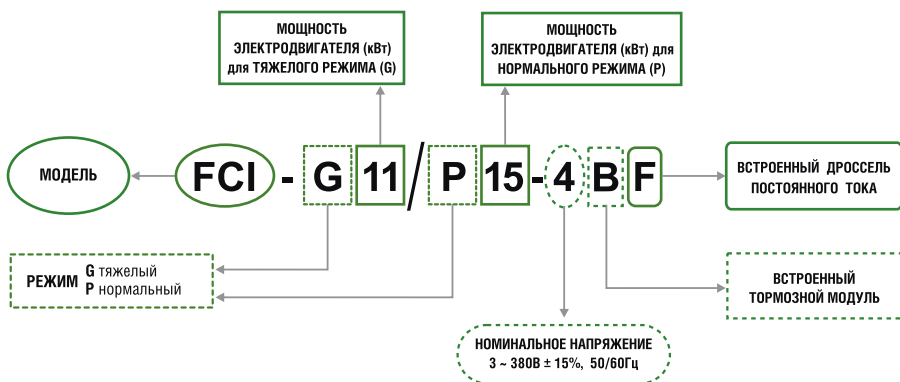 МОЩНОСТЬ
ЭЛЕКТРОДВИГАТЕЛЯ (кВт)
для ТЯЖЕЛОГО РЕЖИМА (G)
МОЩНОСТЬ
ЭЛЕКТРОДВИГАТЕЛЯ (кВт) для
НОРМАЛЬНОГО РЕЖИМА (P)
МОДЕЛЬ
FCI - G 11 / P 15 - 4 B F
ВСТРОЕННЫЙ ДРОССЕЛЬ
ПОСТОЯННОГО ТОКА
РЕЖИМ G тяжелый
P нормальный
ВСТРОЕННЫЙ
ТОРМОЗНОЙ МОДУЛЬ
НОМИНАЛЬНОЕ НАПРЯЖЕНИЕ
3 ~ 380В ± 15%, 50/60Гц